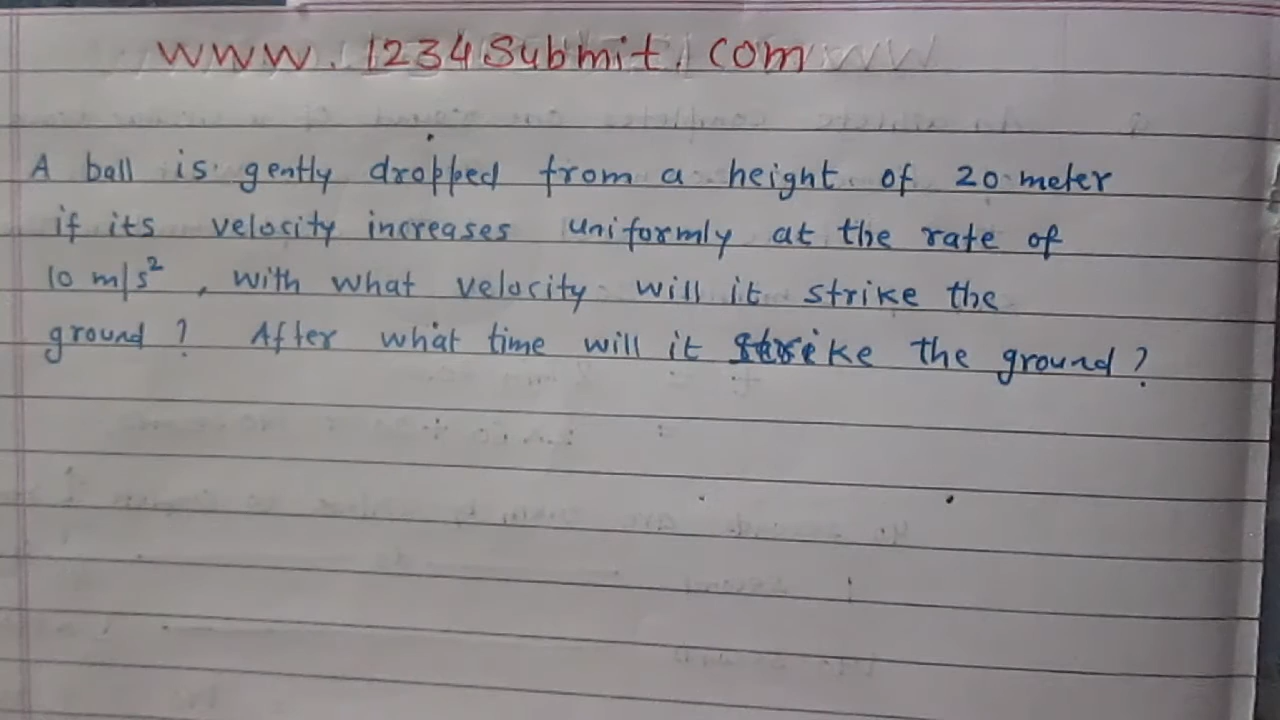 www.1234Submit.com
A ball is gently dropped from a height of 20 meter
if its velocity increases uniformly at the rate of
10 m/s², with what velocity will it strike the
ground? After what time will it strike the ground?